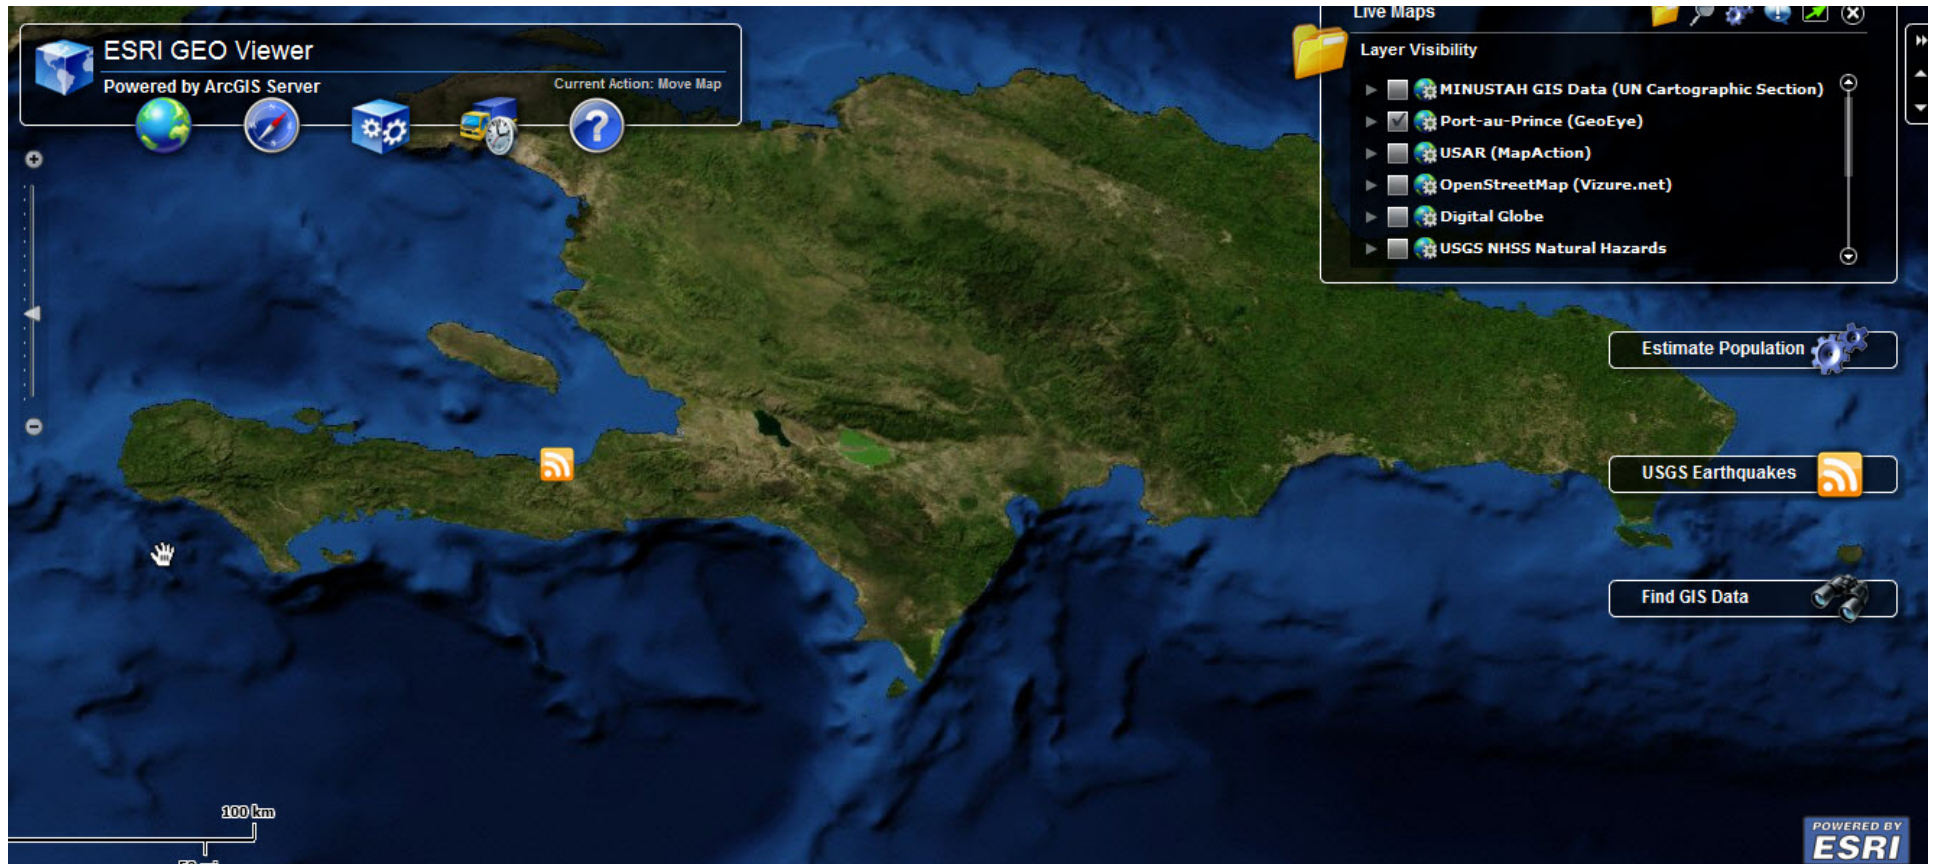 ESRI GEO Viewer
Powered by ArcGIS Server
Current Action: Move Map
Live Maps
Layer Visibility
MINUSTAH GIS Data (UN Cartographic Section)
Port-au-Prince (GeoEye)
USAR (MapAction)
OpenStreetMap (Vizure.net)
Digital Globe
USGS NHSS Natural Hazards
Estimate Population
USGS Earthquakes
Find GIS Data
100 km
POWERED BY
ESRI